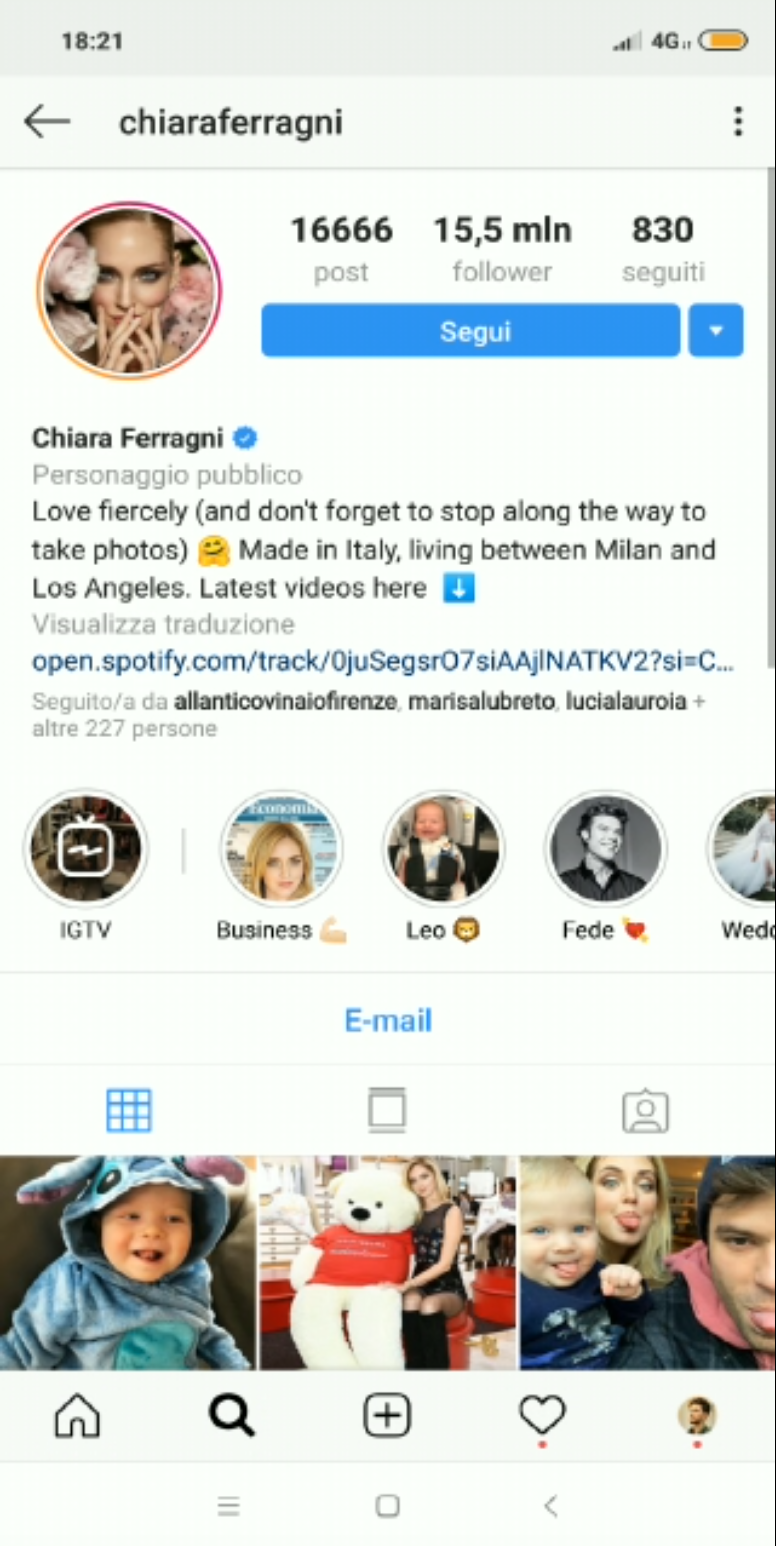 18:21
4G
chiaraferragni
16666 15,5 mln 830
post follower seguiti
Segui
Chiara Ferragni
Personaggio pubblico
Love fiercely (and don't forget to stop along the way to
take photos) 🤗 Made in Italy, living between Milan and
Los Angeles. Latest videos here ⬇️
Visualizza traduzione
open.spotify.com/track/0juSegsrO7siAAjlNATKV2?si=C...
Seguito/a da allanticovinaiofirenze, marisalubreto, lucialauroia +
altre 227 persone
Economia
IGTV Business 💪🏼 Leo 🦁 Fede 💘 Wedd
E-mail